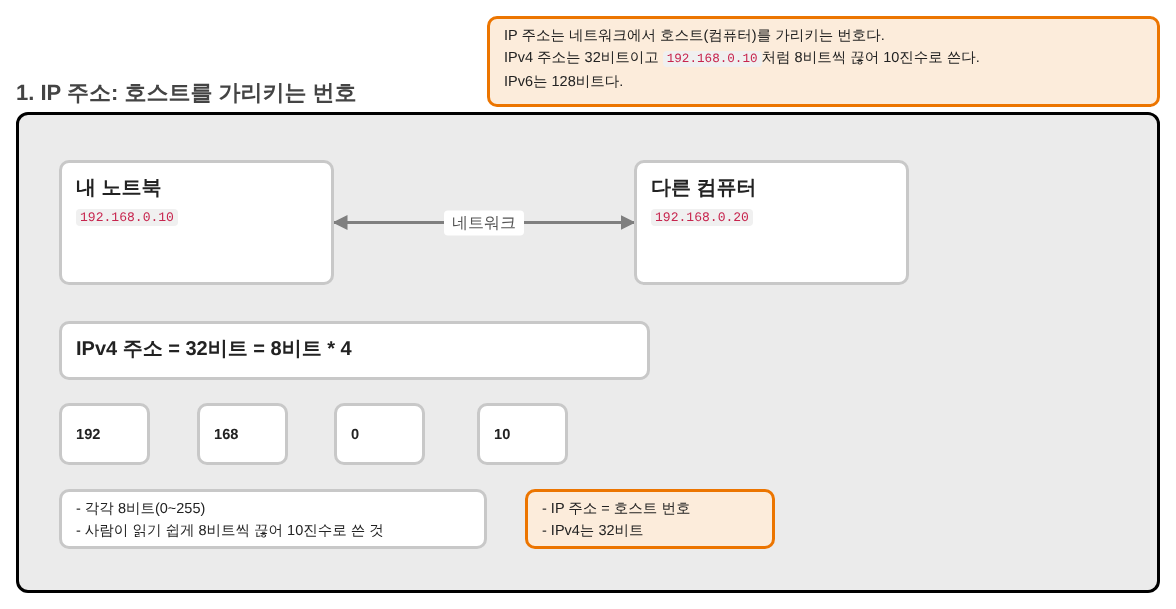 IP 주소는 네트워크에서 호스트(컴퓨터)를 가리키는 번호다.
IPv4 주소는 32비트이고 192.168.0.10 처럼 8비트씩 끊어 10진수로 쓴다.
IPv6는 128비트다.
1. IP 주소: 호스트를 가리키는 번호
내 노트북
192.168.0.10
네트워크
다른 컴퓨터
192.168.0.20
IPv4 주소 = 32비트 = 8비트 * 4
192
168
0
10
- 각각 8비트(0~255)
- 사람이 읽기 쉽게 8비트씩 끊어 10진수로 쓴 것
- IP 주소 = 호스트 번호
- IPv4는 32비트